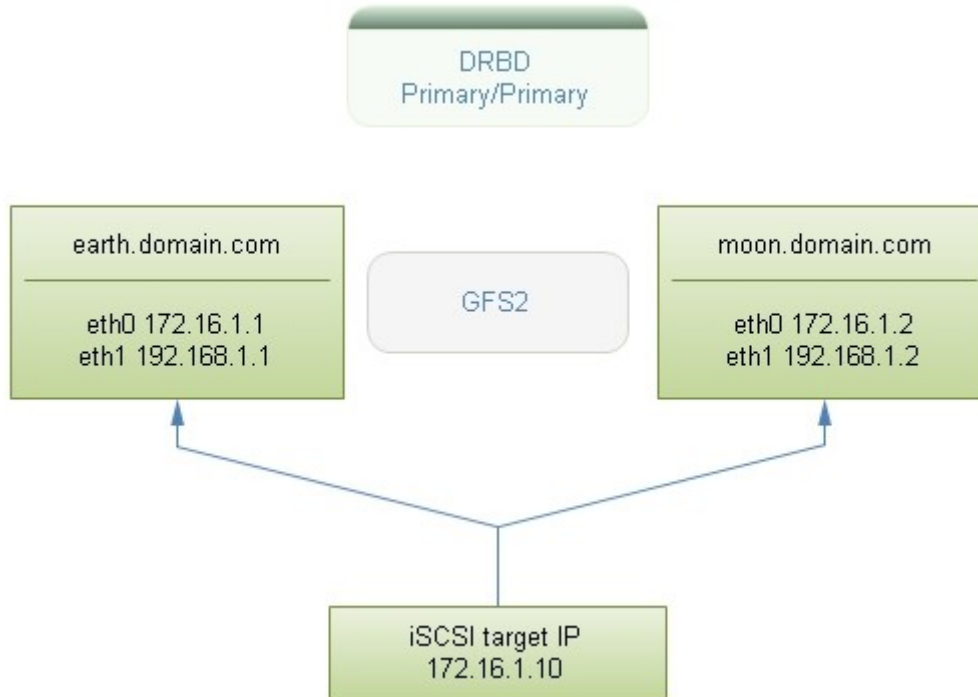 DRBD
Primary/Primary
earth.domain.com
eth0 172.16.1.1
eth1 192.168.1.1
GFS2
moon.domain.com
eth0 172.16.1.2
eth1 192.168.1.2
iSCSI target IP
172.16.1.10